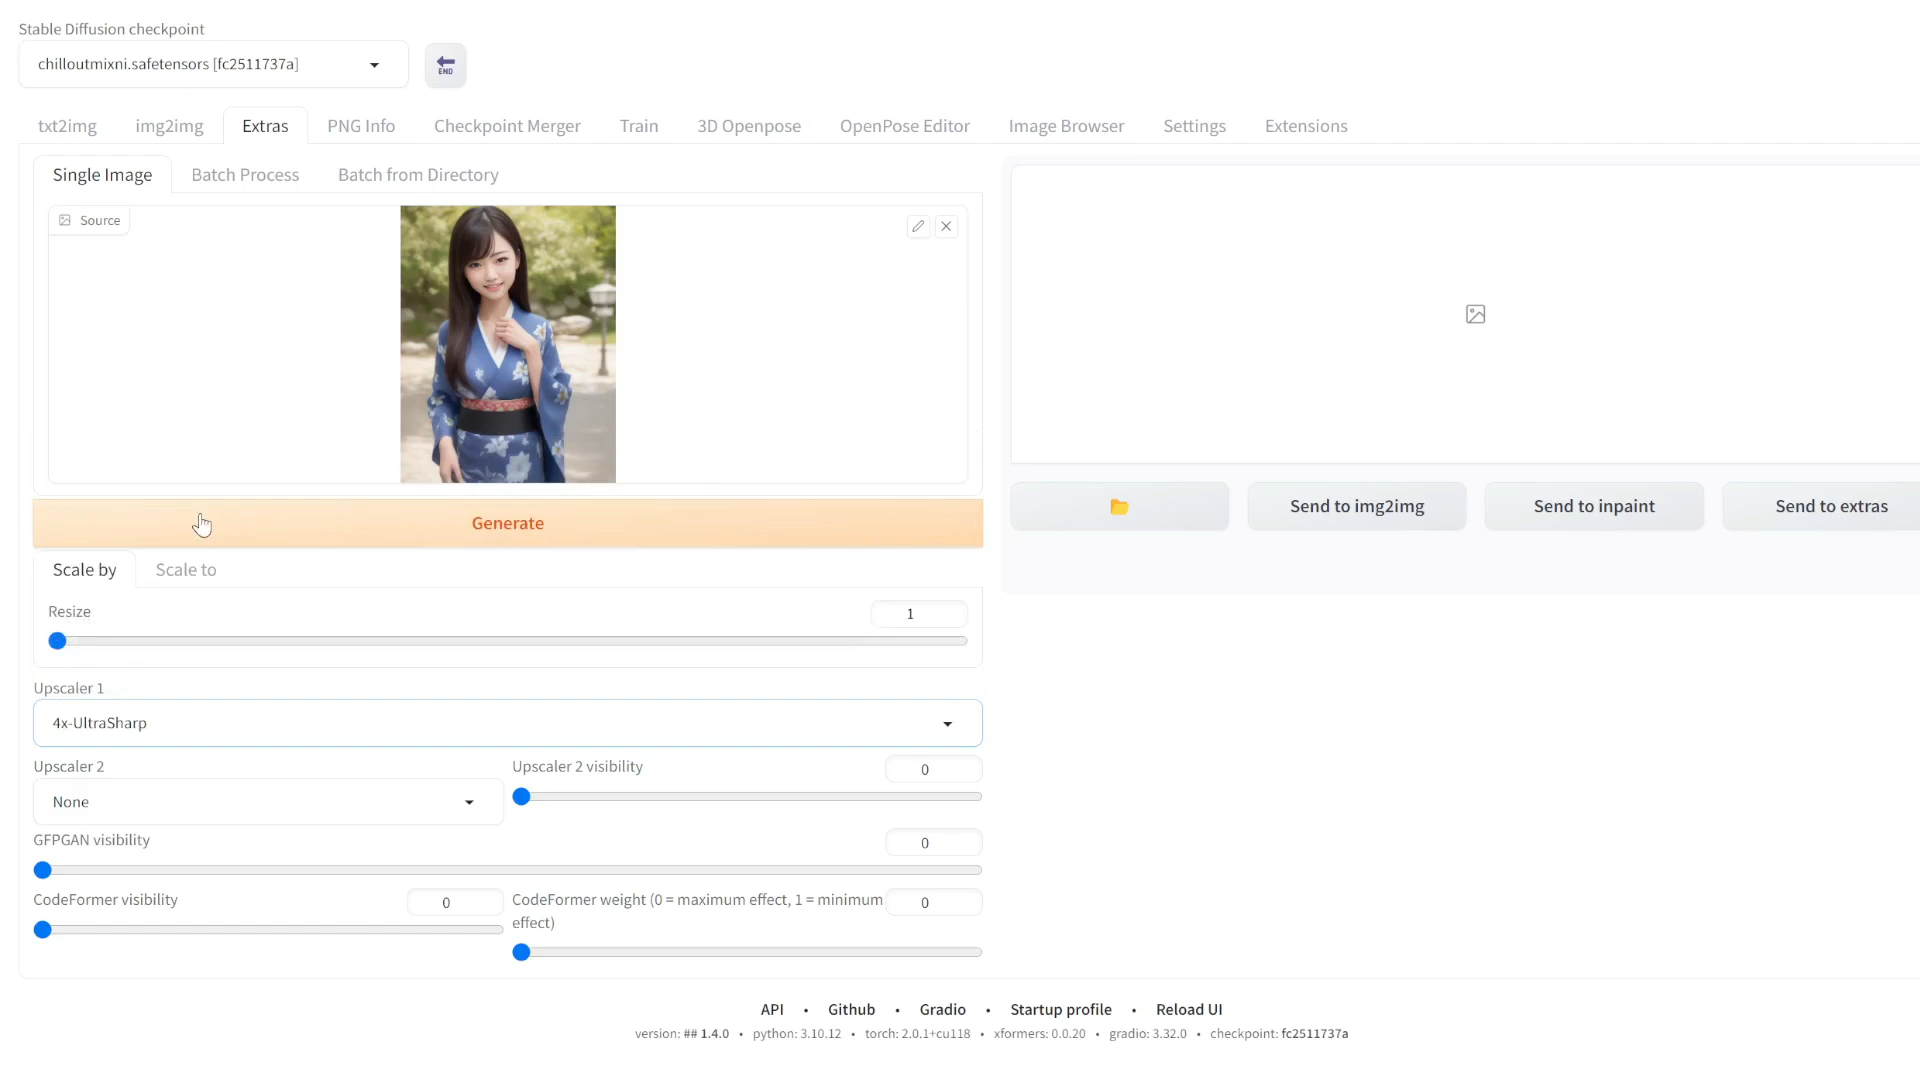 Stable Diffusion checkpoint
chilloutmixni.safetensors [fc2511737a]
END
txt2img img2img Extras PNG Info Checkpoint Merger Train 3D Openpose OpenPose Editor Image Browser Settings Extensions
Single Image Batch Process Batch from Directory
Source
Generate
Send to img2img Send to inpaint Send to extras
Scale by Scale to
Resize 1
Upscaler 1
4x-UltraSharp
Upscaler 2 Upscaler 2 visibility 0
None
GFPGAN visibility 0
CodeFormer visibility 0 CodeFormer weight (0 = maximum effect, 1 = minimum 0
effect)
API • Github • Gradio • Startup profile • Reload UI
version: ## 1.4.0 • python: 3.10.12 • torch: 2.0.1+cu118 • xformers: 0.0.20 • gradio: 3.32.0 • checkpoint: fc2511737a